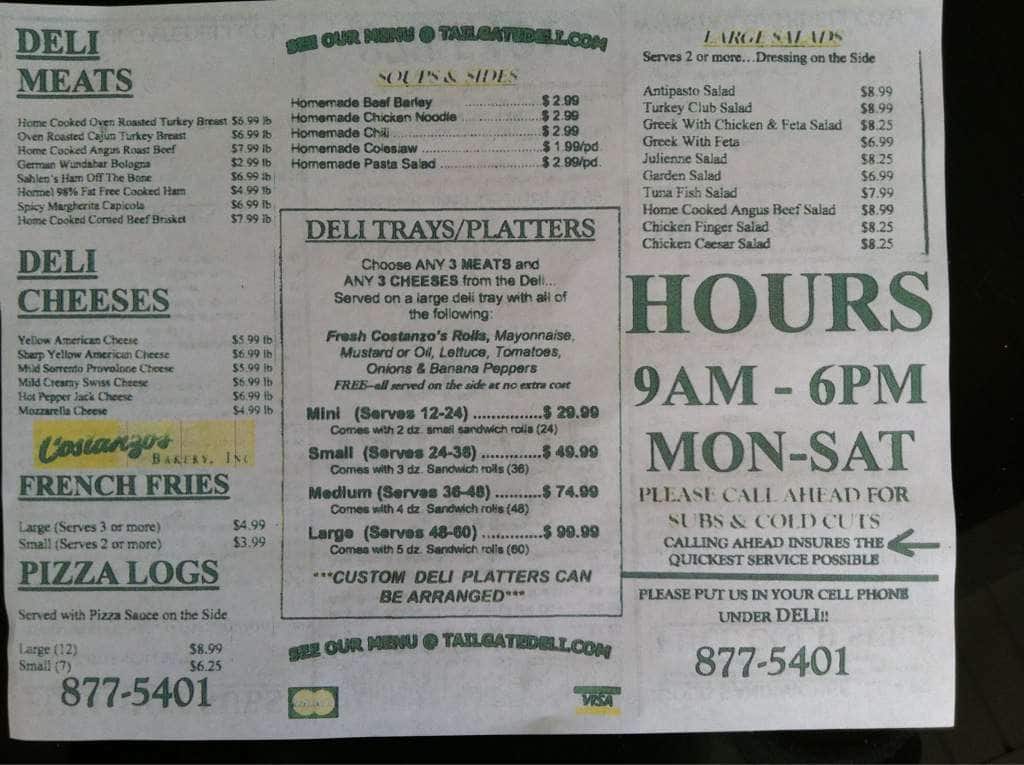 DELI
MEATS
Home Cooked Oven Roasted Turkey Breast $6.99 lb
Oven Roasted Cajun Turkey Breast $6.99 lb
Home Cooked Angus Roast Beef $7.99 lb
German Wundabar Bologna $2.99 lb
Sahlen's Ham Off The Bone $6.99 lb
Hormel 98% Fat Free Cooked Ham $4.99 lb
Spicy Margherita Capicola $6.99 lb
Home Cooked Corned Beef Brisket $7.99 lb
DELI
CHEESES
Yellow American Cheese $5.99 lb
Sharp Yellow American Cheese $6.99 lb
Mild Sorrento Provolone Cheese $5.99 lb
Mild Creamy Swiss Cheese $6.99 lb
Hot Pepper Jack Cheese $6.99 lb
Mozzarella Cheese $4.99 lb
Costanzo's
BAKERY, INC
FRENCH FRIES
Large (Serves 3 or more) $4.99
Small (Serves 2 or more) $3.99
PIZZA LOGS
Served with Pizza Sauce on the Side
Large (12) $8.99
Small (7) $6.25
877-5401
SEE OUR MENU @ TAILGATEDELI.COM
SOUPS & SIDES
Homemade Beef Barley ....................$ 2.99
Homemade Chicken Noodle ...............$ 2.99
Homemade Chili ..........................$ 2.99
Homemade Coleslaw ....................$ 1.99/pd.
Homemade Pasta Salad ....................$ 2.99/pd
DELI TRAYS/PLATTERS
Choose ANY 3 MEATS and
ANY 3 CHEESES from the Deli...
Served on a large deli tray with all of
the following:
Fresh Costanzo's Rolls, Mayonnaise,
Mustard or Oil, Lettuce, Tomatoes,
Onions & Banana Peppers
FREE-all served on the side at no extra cost
Mini (Serves 12-24) ..............$ 29.99
Comes with 2 dz. small sandwich rolls (24)
Small (Serves 24-36) ............$ 49.99
Comes with 3 dz. Sandwich rolls (36)
Medium (Serves 36-48) ..........$ 74.99
Comes with 4 dz. Sandwich rolls (48)
Large (Serves 48-60) ............$ 99.99
Comes with 5 dz. Sandwich rolls (60)
***CUSTOM DELI PLATTERS CAN
BE ARRANGED***
SEE OUR MENU @ TAILGATEDELI.COM
VISA
LARGE SALADS
Serves 2 or more...Dressing on the Side
Antipasto Salad $8.99
Turkey Club Salad $8.99
Greek With Chicken & Feta Salad $8.25
Greek With Feta $6.99
Julienne Salad $8.25
Garden Salad $6.99
Tuna Fish Salad $7.99
Home Cooked Angus Beef Salad $8.99
Chicken Finger Salad $8.25
Chicken Caesar Salad $8.25
HOURS
9AM - 6PM
MON-SAT
PLEASE CALL AHEAD FOR
SUBS & COLD CUTS
CALLING AHEAD INSURES THE
QUICKEST SERVICE POSSIBLE
PLEASE PUT US IN YOUR CELL PHONE
UNDER DELI!!
877-5401